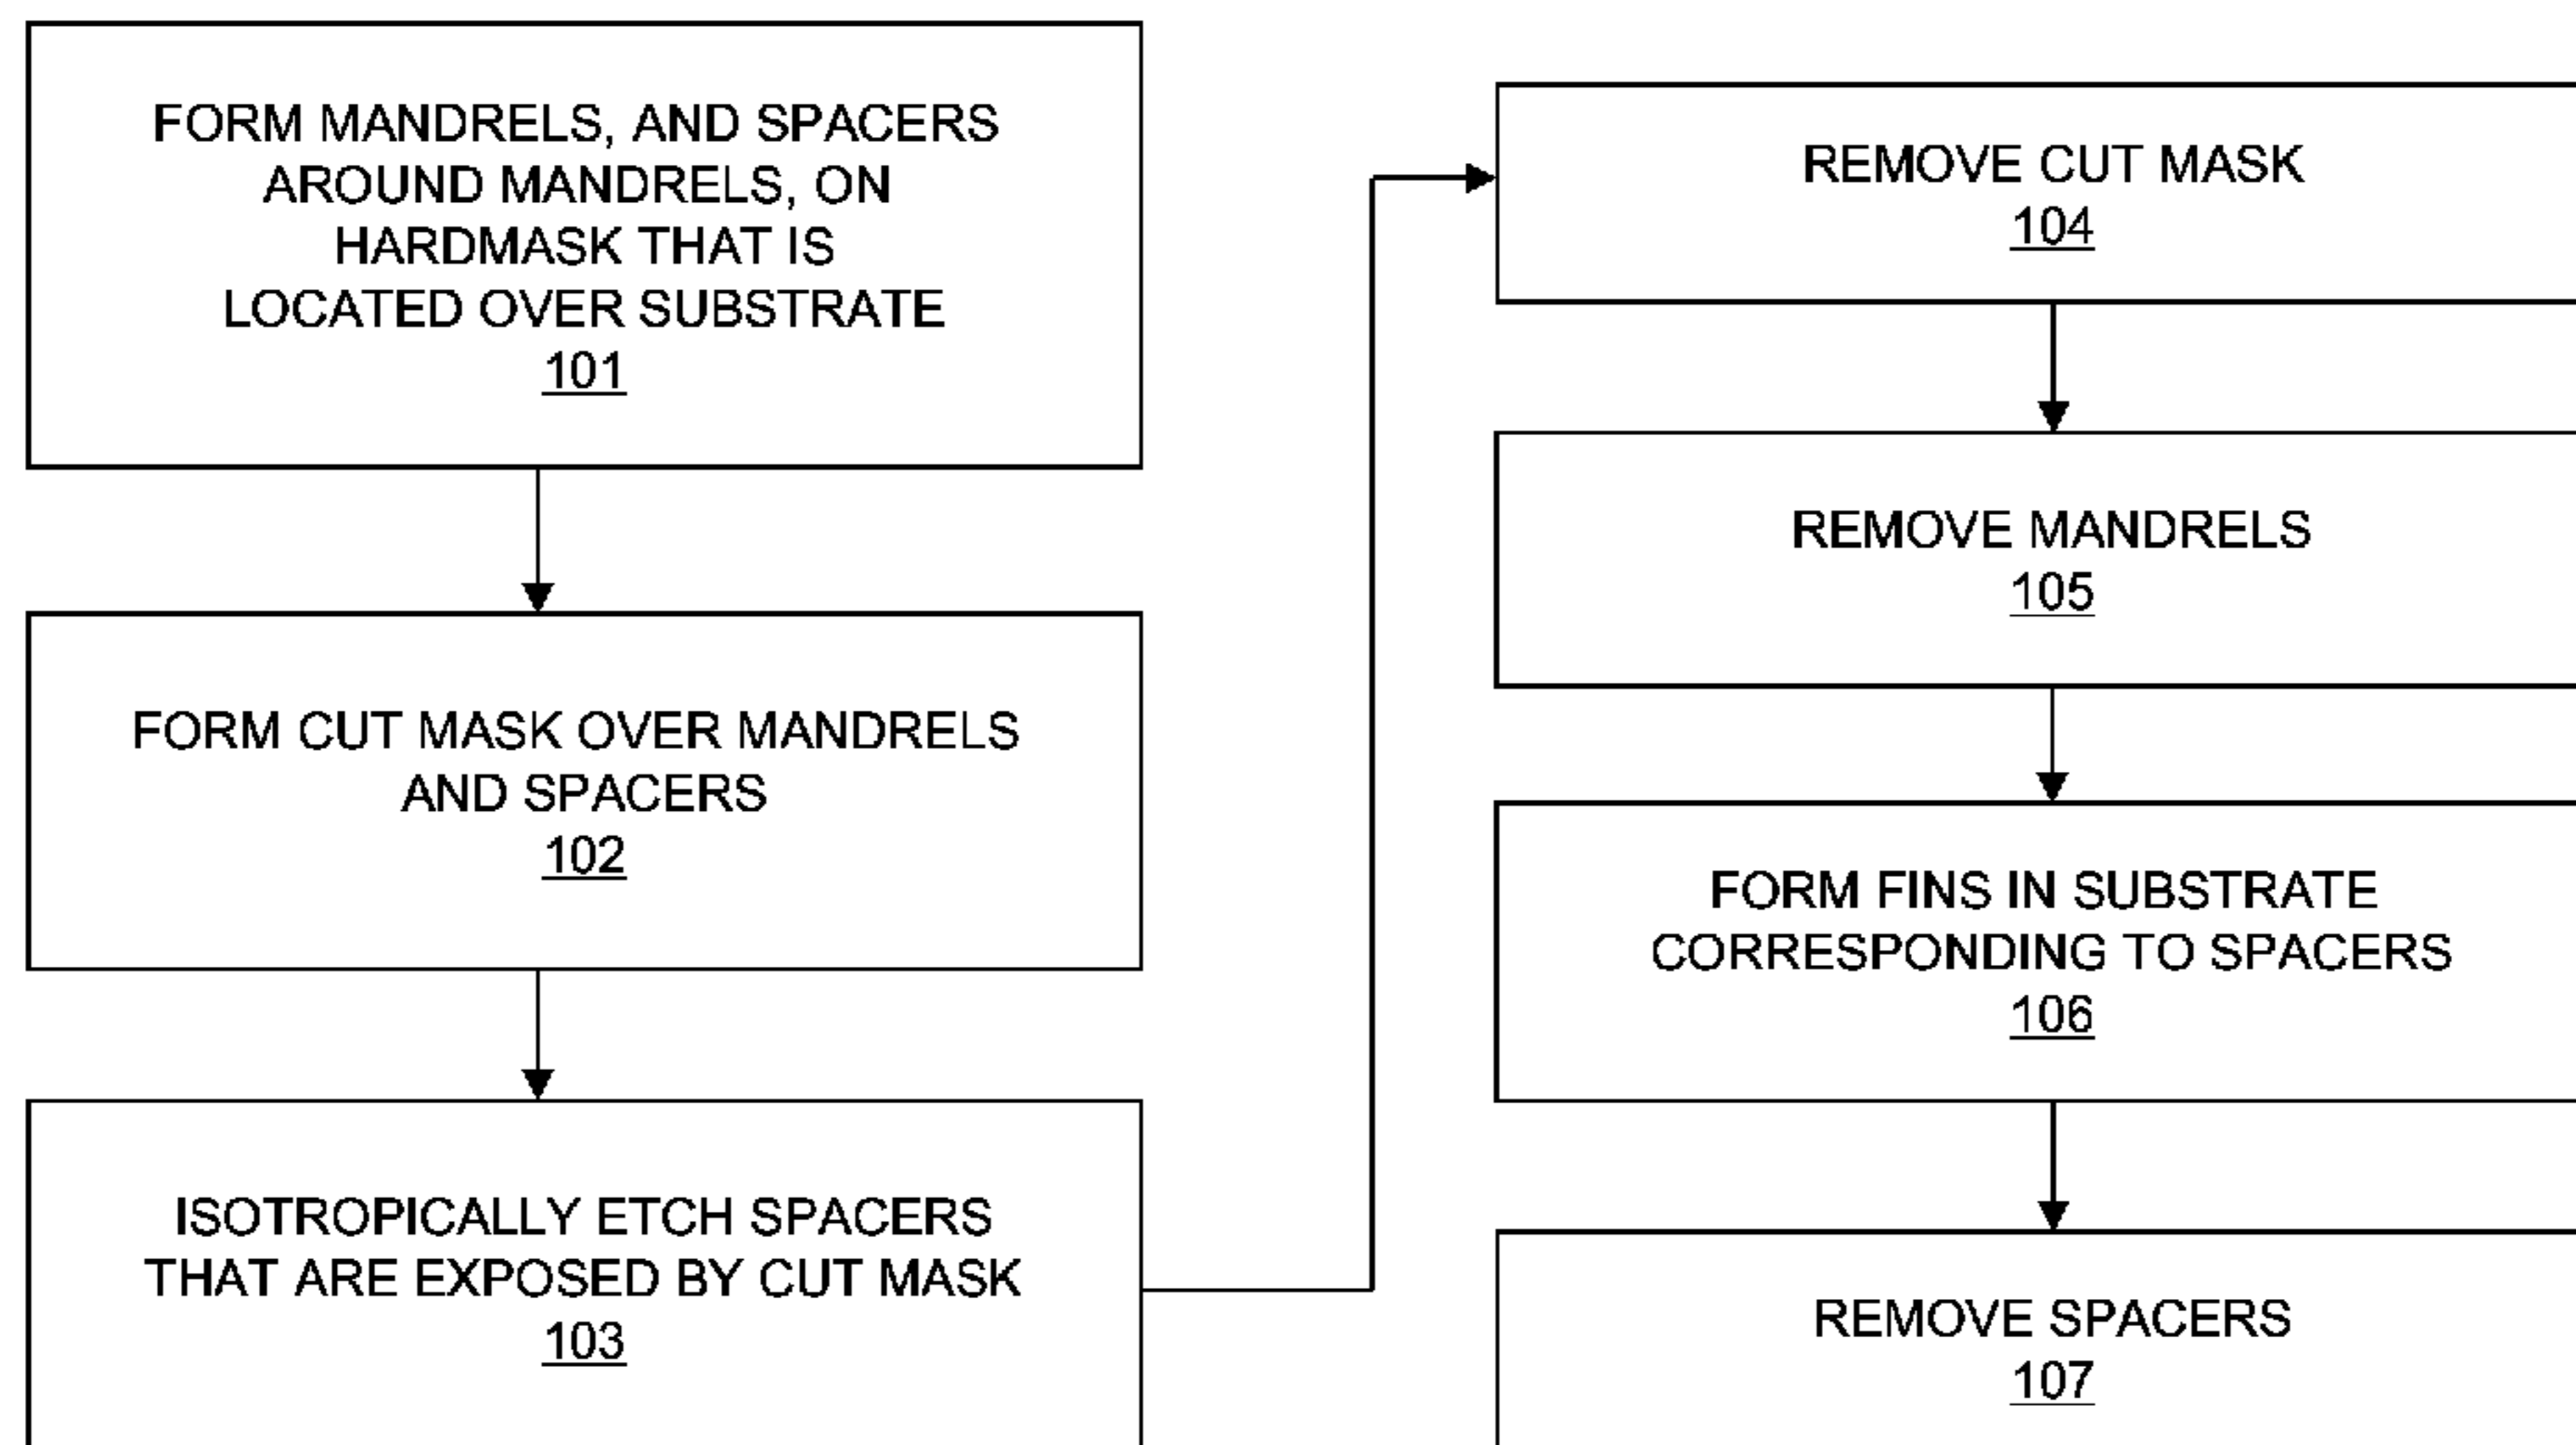 FORM MANDRELS, AND SPACERS
AROUND MANDRELS, ON
HARDMASK THAT IS
LOCATED OVER SUBSTRATE
101
FORM CUT MASK OVER MANDRELS
AND SPACERS
102
ISOTROPICALLY ETCH SPACERS
THAT ARE EXPOSED BY CUT MASK
103
REMOVE CUT MASK
104
REMOVE MANDRELS
105
FORM FINS IN SUBSTRATE
CORRESPONDING TO SPACERS
106
REMOVE SPACERS
107